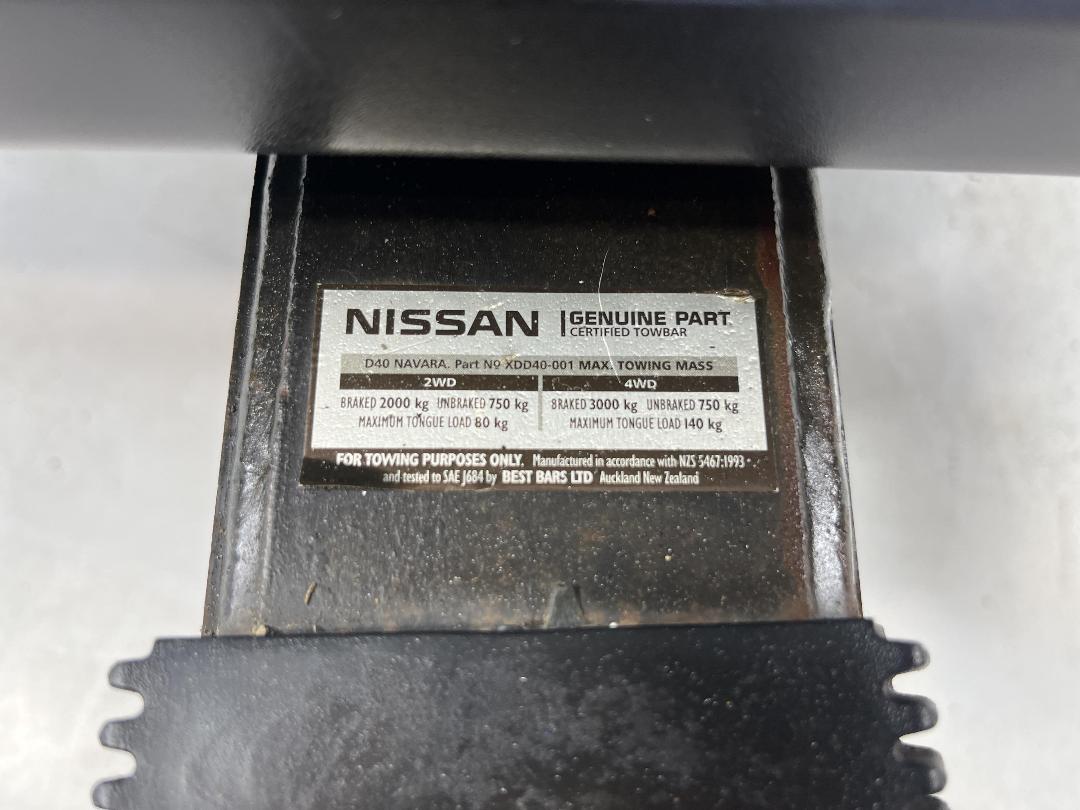 NISSAN | GENUINE PART
CERTIFIED TOWBAR
D40 NAVARA. Part Nº XDD40-001 MAX. TOWING MASS
2WD 4WD
BRAKED 2000 kg UNBRAKED 750 kg BRAKED 3000 kg UNBRAKED 750 kg
MAXIMUM TONGUE LOAD 80 kg MAXIMUM TONGUE LOAD 140 kg
FOR TOWING PURPOSES ONLY. Manufactured in accordance with NZS 5467:1993
and tested to SAE J684 by BEST BARS LTD Auckland New Zealand